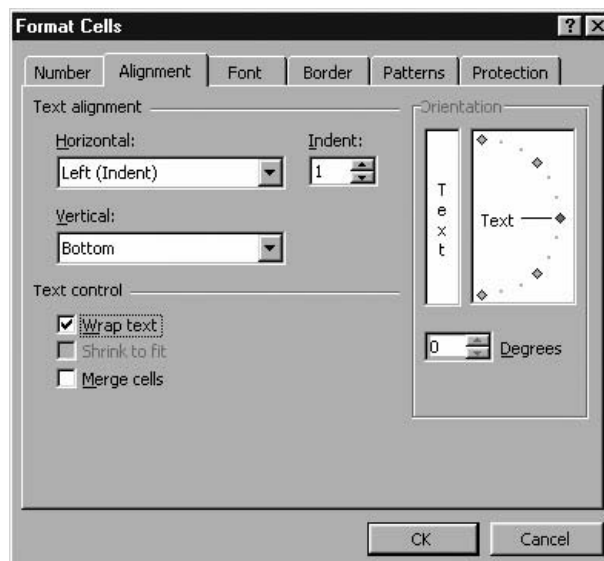 Format Cells
Number Alignment Font Border Patterns Protection
Text alignment
Horizontal:
Left (Indent)
Indent:
1
Vertical:
Bottom
Text control
Wrap text
Shrink to fit
Merge cells
Orientation
Text
Text
0 Degrees
OK Cancel